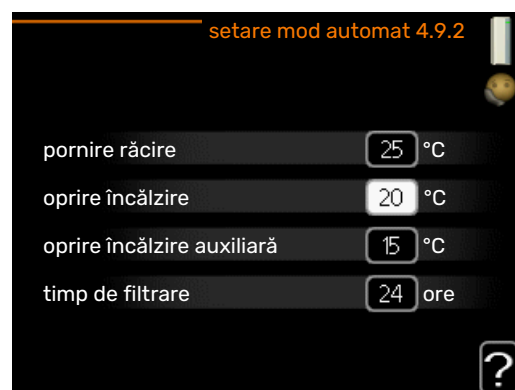 setare mod automat 4.9.2
pornire răcire 25 °C
oprire încălzire 20 °C
oprire încălzire auxiliară 15 °C
timp de filtrare 24 ore
?